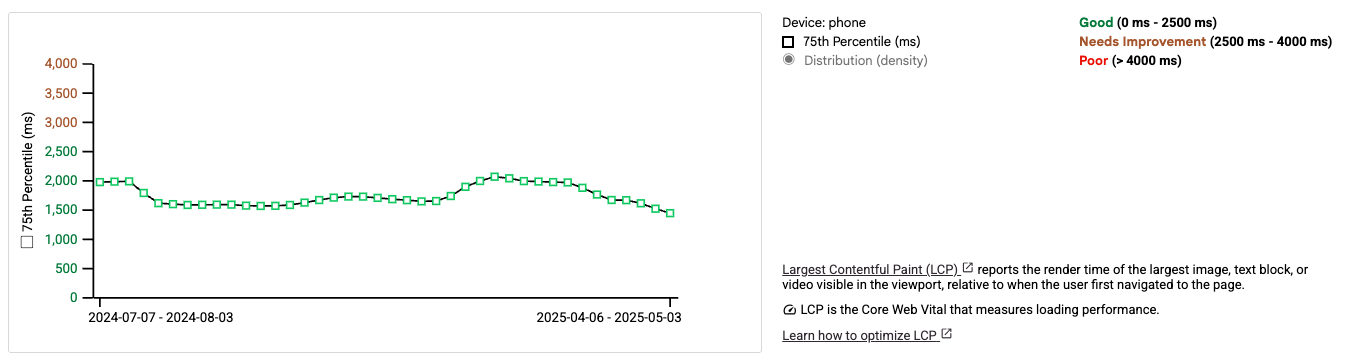 4,000
3,500
3,000
2,500
2,000
1,500
1,000
500
0
75th Percentile (ms)
2024-07-07 - 2024-08-03
2025-04-06 - 2025-05-03
Device: phone
75th Percentile (ms)
Distribution (density)
Good (0 ms - 2500 ms)
Needs Improvement (2500 ms - 4000 ms)
Poor (> 4000 ms)
Largest Contentful Paint (LCP) reports the render time of the largest image, text block, or
video visible in the viewport, relative to when the user first navigated to the page.
LCP is the Core Web Vital that measures loading performance.
Learn how to optimize LCP